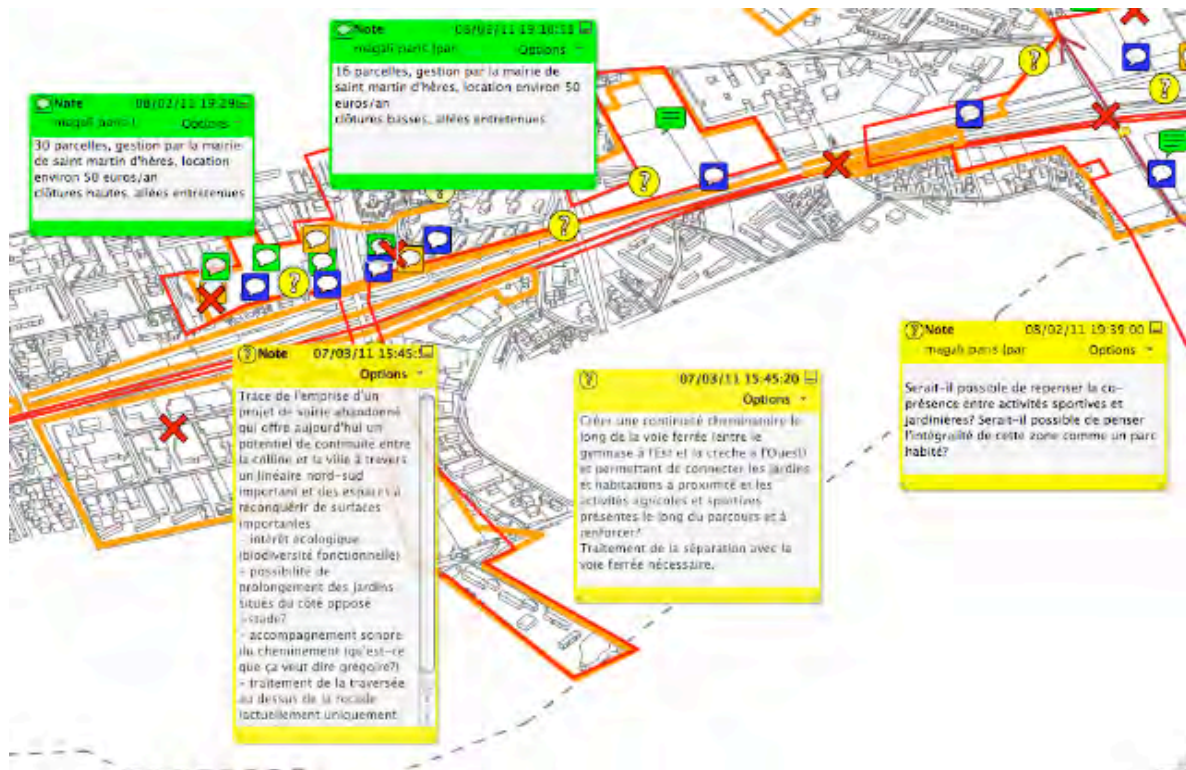 Note 08/02/11 19:10:53
magali paris (par Options
16 parcelles, gestion par la mairie de
saint martin d'hères, location environ 50
euros/an
clôtures basses, allées entretenues
Note 08/02/11 19:29
magali paris ( Options
30 parcelles, gestion par la mairie
de saint martin d'hères, location
environ 50 euros/an
clôtures hautes, allées entretenues
Note 07/03/11 15:45:
Options
Trace de l'emprise d'un
projet de voirie abandonné
qui offre aujourd'hui un
potentiel de continuité entre
la colline et la ville à travers
un linéaire nord-sud
important et des espaces à
reconquérir de surfaces
importantes
- intérêt écologique
(biodiversité fonctionnelle)
- possibilité de
prolongement des jardins
situés du côté opposé
-stade?
- accompagnement sonore
du cheminement (qu'est-ce
que ça veut dire grégoire?)
- traitement de la traversée
au dessus de la rocade
(actuellement uniquement
07/03/11 15:45:20
Options
Créer une continuité cheminatoire le
long de la voie ferrée (entre le
gymnase à l'Est et la crèche à l'Ouest)
et permettant de connecter les jardins
et habitations à proximité et les
activités agricoles et sportives
présentes le long du parcours et à
renforcer?
Traitement de la séparation avec la
voie ferrée nécessaire.
Note 08/02/11 19:39:00
magali paris (par Options
Serait-il possible de repenser la co-
présence entre activités sportives et
jardinières? Serait-il possible de penser
l'intégralité de cette zone comme un parc
habité?